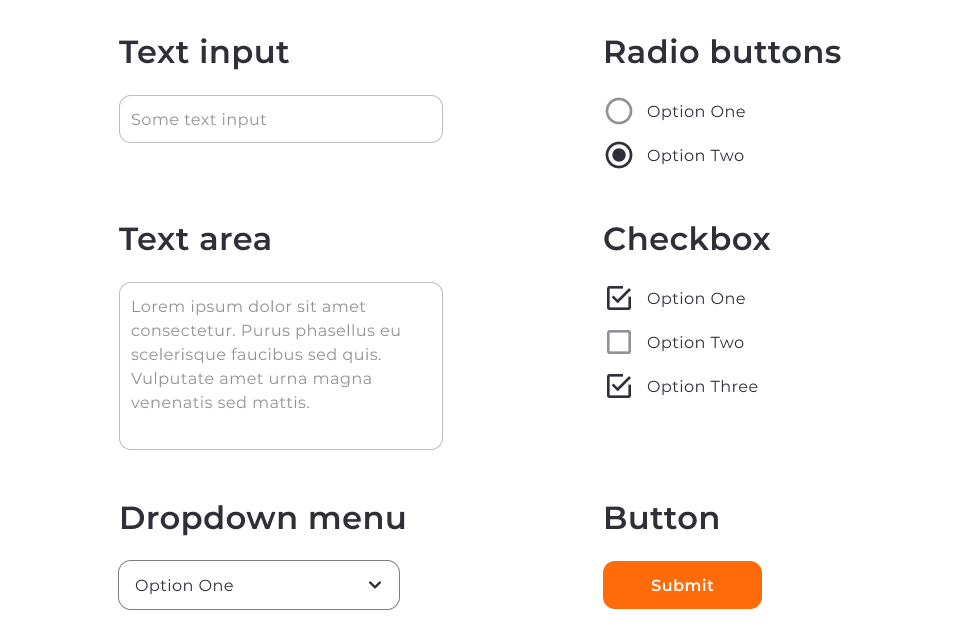 Text input
Some text input
Text area
Lorem ipsum dolor sit amet
consectetur. Purus phasellus eu
scelerisque faucibus sed quis.
Vulputate amet urna magna
venenatis sed mattis.
Dropdown menu
Option One
Radio buttons
Option One
Option Two
Checkbox
Option One
Option Two
Option Three
Button
Submit